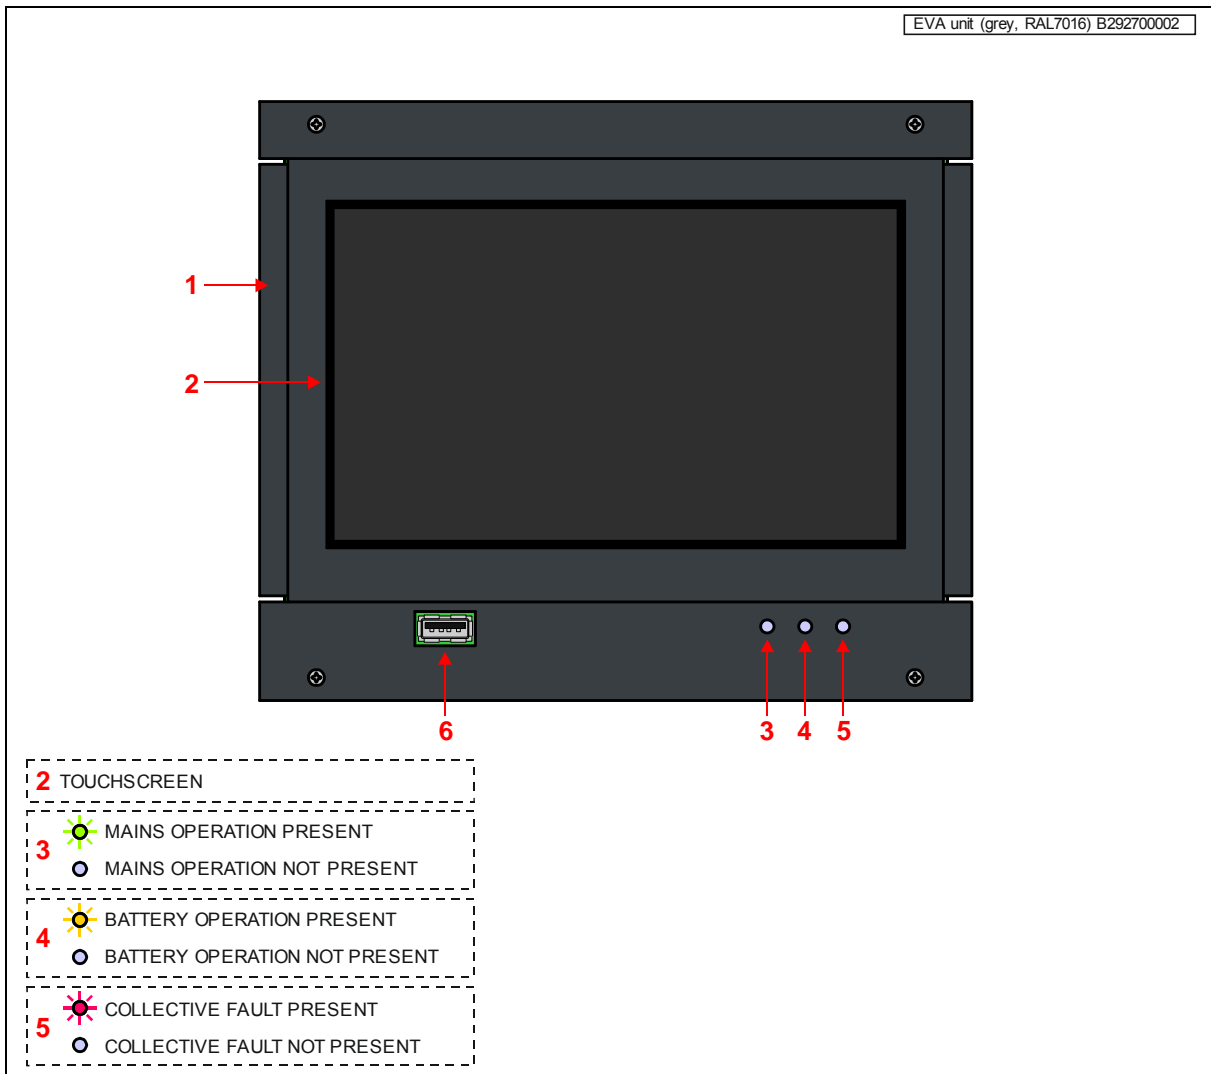 EVA unit (grey, RAL7016) B292700002
1
2
6
3 4 5
2 TOUCHSCREEN
3
MAINS OPERATION PRESENT
MAINS OPERATION NOT PRESENT
4
BATTERY OPERATION PRESENT
BATTERY OPERATION NOT PRESENT
5
COLLECTIVE FAULT PRESENT
COLLECTIVE FAULT NOT PRESENT